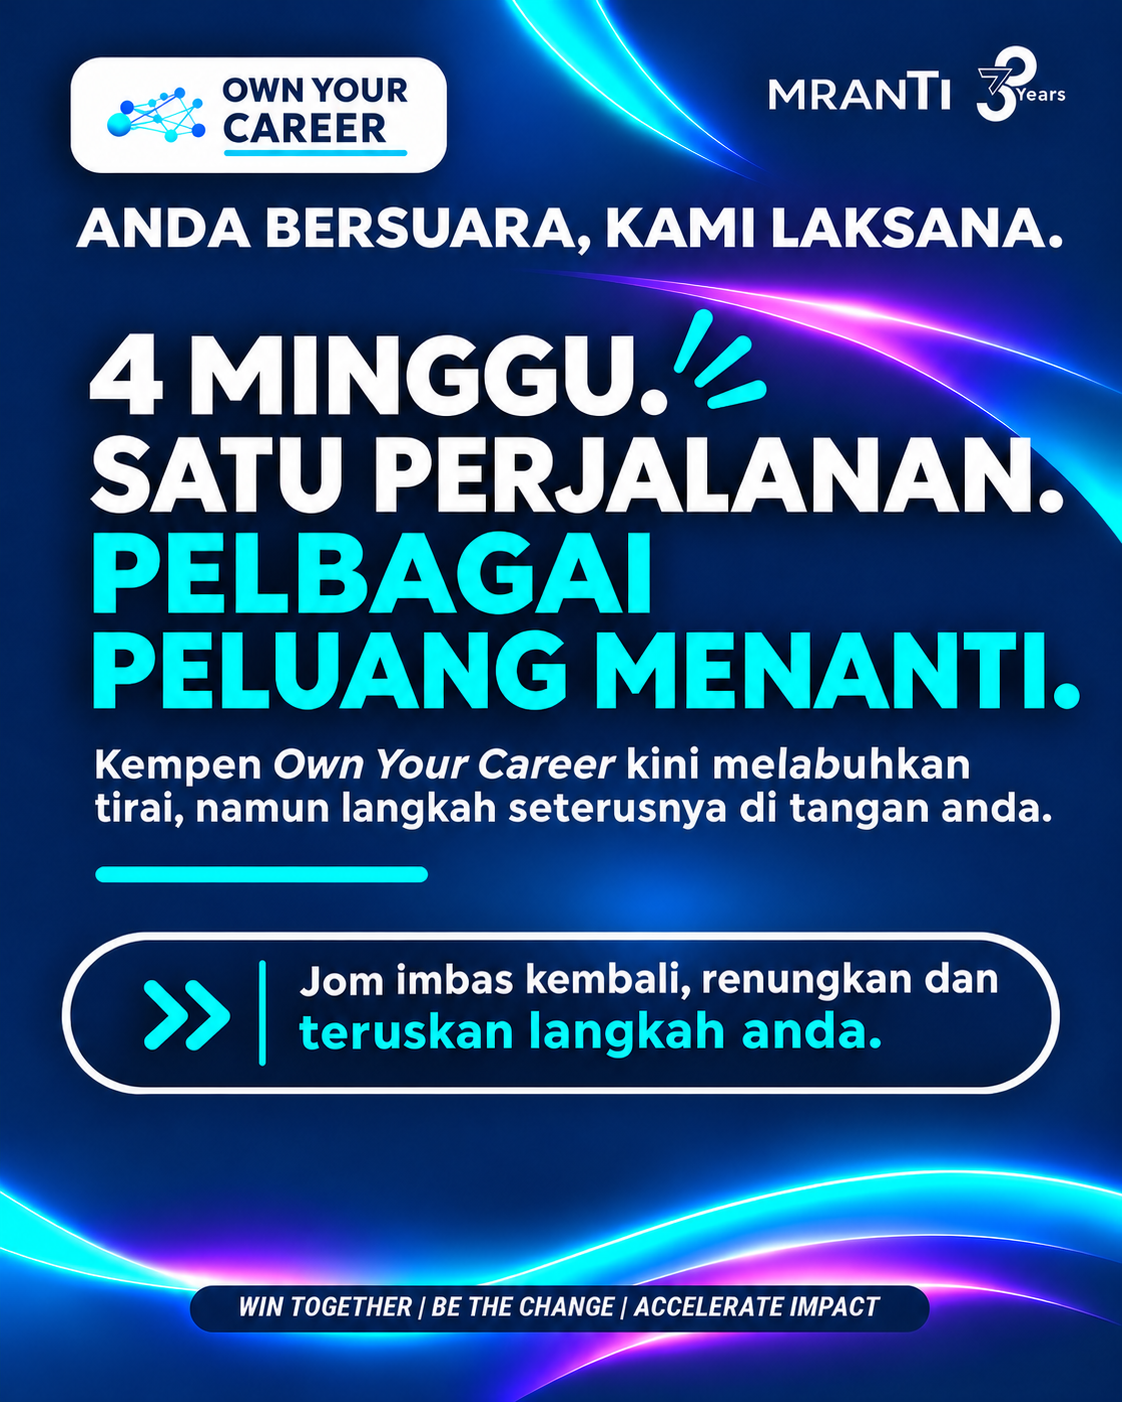 OWN YOUR
CAREER
MRANTI
3 Years
ANDA BERSUARA, KAMI LAKSANA.
4 MINGGU.
SATU PERJALANAN.
PELBAGAI
PELUANG MENANTI.
Kempen Own Your Career kini melabuhkan
tirai, namun langkah seterusnya di tangan anda.
Jom imbas kembali, renungkan dan
teruskan langkah anda.
WIN TOGETHER | BE THE CHANGE | ACCELERATE IMPACT